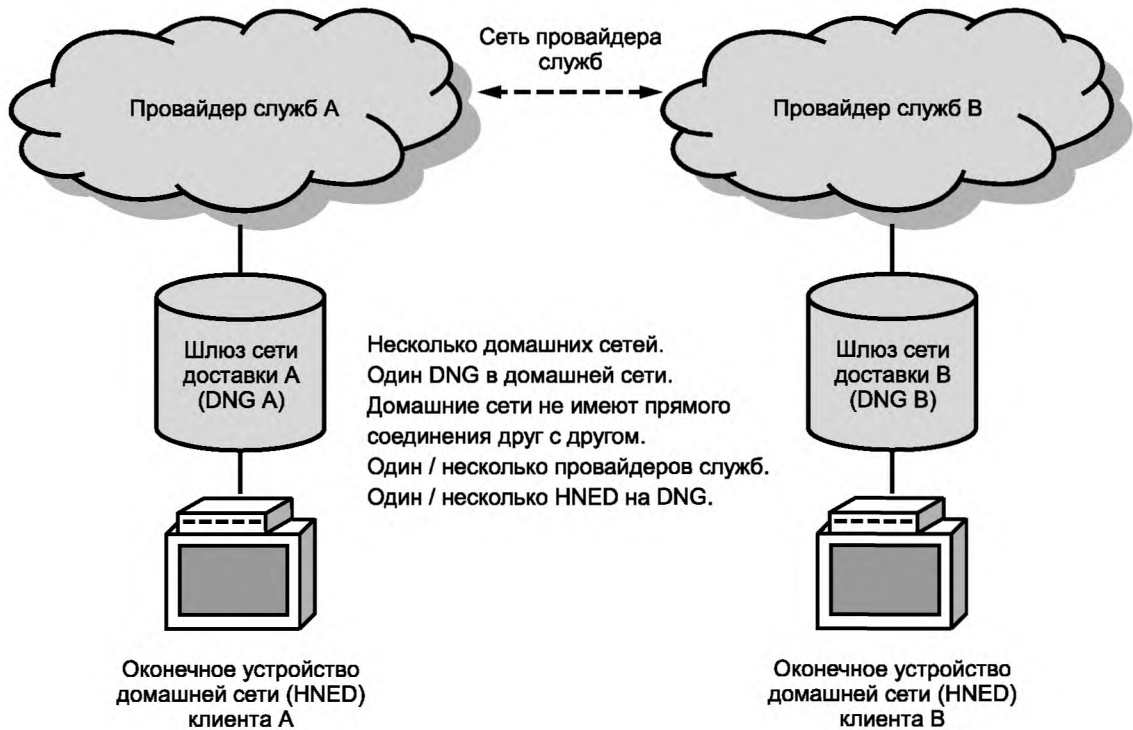 Сеть провайдера
служб
Провайдер служб А
Провайдер служб В
Шлюз сети
доставки А
(DNG A)
Несколько домашних сетей.
Один DNG в домашней сети.
Домашние сети не имеют прямого
соединения друг с другом.
Один / несколько провайдеров служб.
Один / несколько HNED на DNG.
Шлюз сети
доставки В
(DNG B)
Оконечное устройство
домашней сети (HNED)
клиента А
Оконечное устройство
домашней сети (HNED)
клиента В